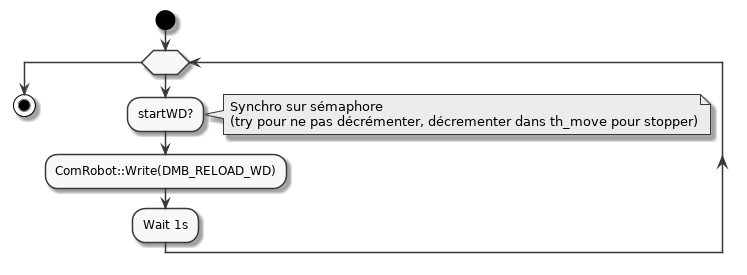 startWD?
Synchro sur sémaphore
(try pour ne pas décrémenter, décrementer dans th_move pour stopper)
ComRobot::Write(DMB_RELOAD_WD)
Wait 1s